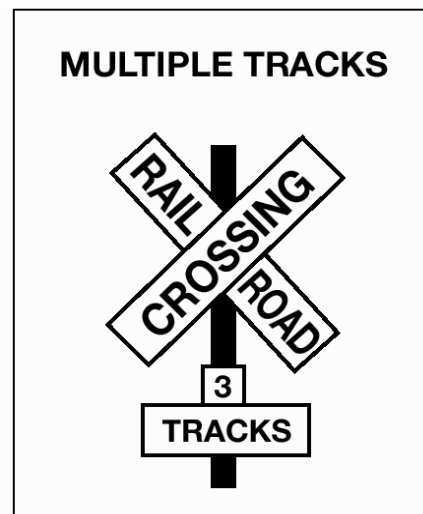 MULTIPLE TRACKS
RAIL ROAD
CROSSING
3
TRACKS